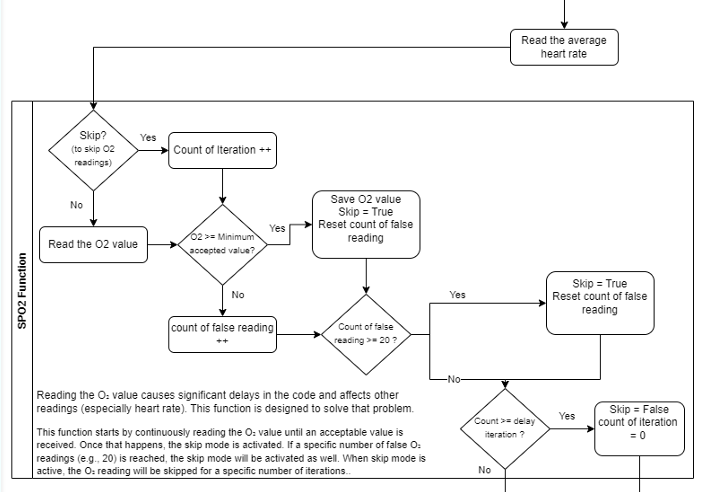 Read the average
heart rate
SPO2 Function
Skip?
(to skip O2
readings)
Yes
Count of Iteration ++
No
Read the O2 value
O2 >= Minimum
accepted value?
Yes
Save O2 value
Skip = True
Reset count of false
reading
No
count of false reading
++
Count of false
reading >= 20 ?
Yes
Skip = True
Reset count of false
reading
No
Reading the O₂ value causes significant delays in the code and affects other
readings (especially heart rate). This function is designed to solve that problem.
This function starts by continuously reading the O₂ value until an acceptable value is
received. Once that happens, the skip mode is activated. If a specific number of false O₂
readings (e.g., 20) is reached, the skip mode will be activated as well. When skip mode is
active, the O₂ reading will be skipped for a specific number of iterations..
Count >= delay
iteration ?
Yes
Skip = False
count of iteration
= 0
No